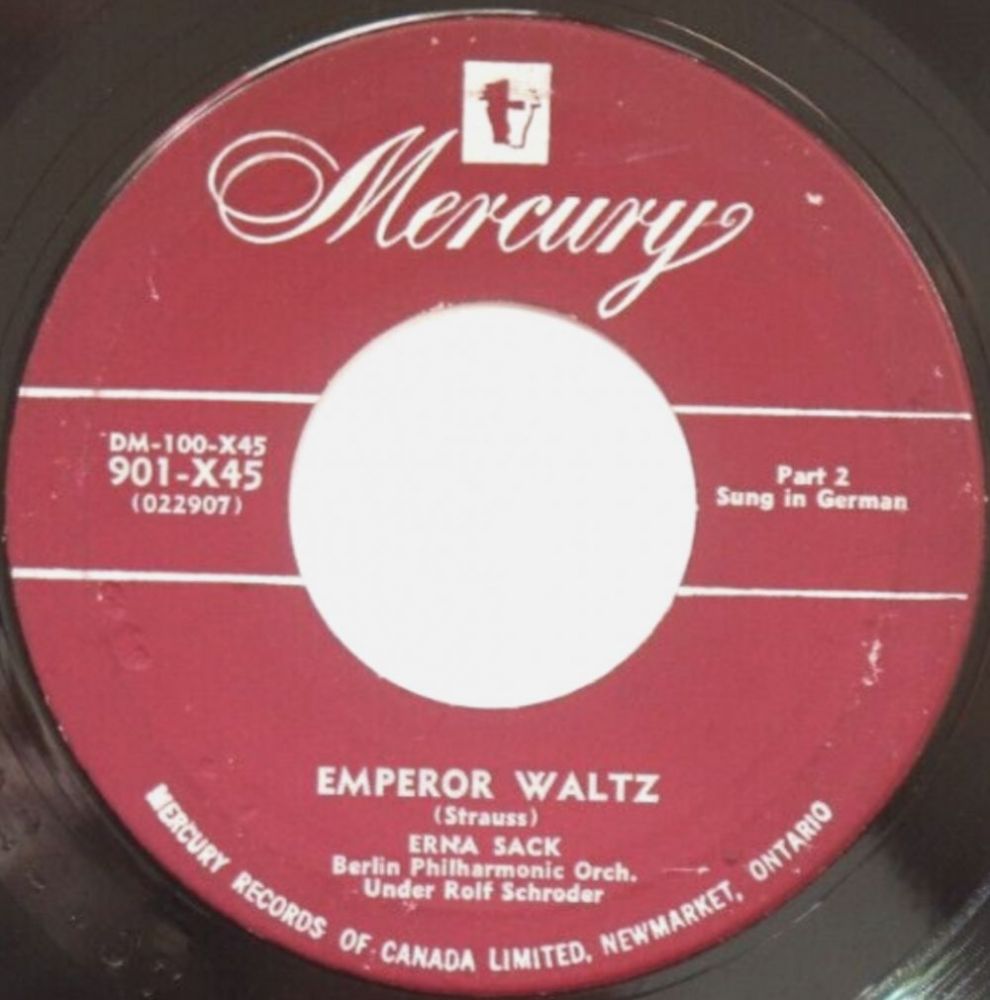 Mercury
DM-100-X45
901-X45
(022907)
Part 2
Sung in German
EMPEROR WALTZ
(Strauss)
ERNA SACK
Berlin Philharmonic Orch.
Under Rolf Schroder
MERCURY RECORDS OF CANADA LIMITED, NEWMARKET, ONTARIO